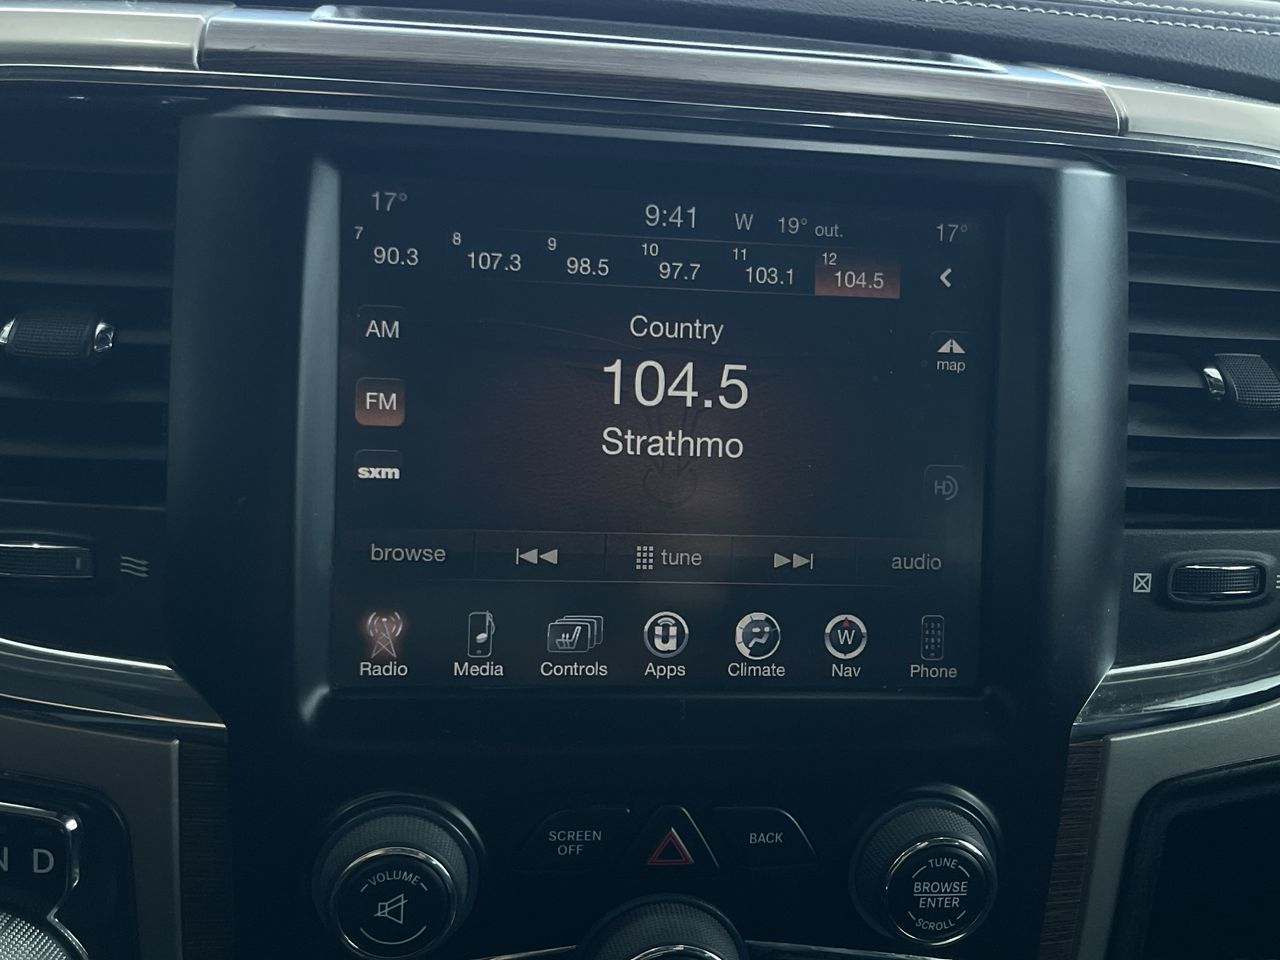 17° 9:41 W 19° out. 17°
7 90.3 8 107.3 9 98.5 10 97.7 11 103.1 12 104.5
AM
Country
map
104.5
FM
Strathmo
sxm
HD
browse tune audio
Radio Media Controls Apps Climate Nav Phone
W
SCREEN OFF
BACK
N D
VOLUME
TUNE
BROWSE
ENTER
SCROLL